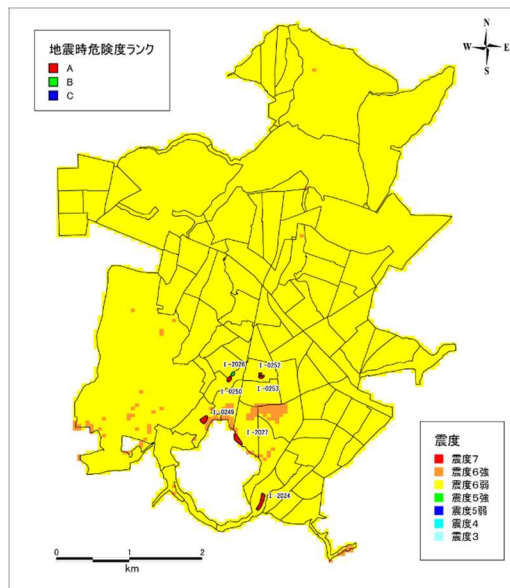 地震時危険度ランク
A
B
C
N
W E
S
I-2026
I-0252
I-0250
I-0253
I-0249
I-2027
I-2024
震度
震度7
震度6強
震度6弱
震度5強
震度5弱
震度4
震度3
0 1 2
km